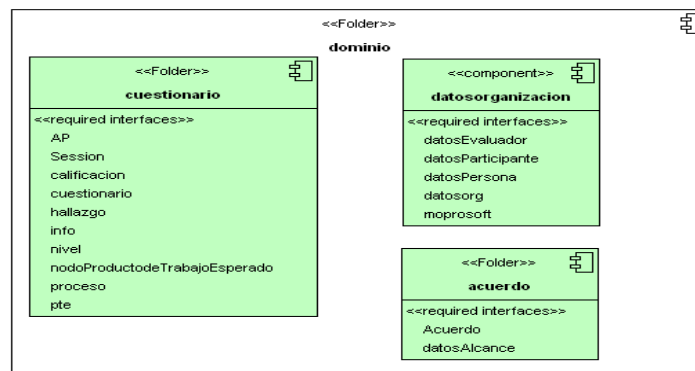 <<Folder>>
dominio
<<Folder>>
cuestionario
<<required interfaces>>
AP
Session
calificacion
cuestionario
hallazgo
info
nivel
nodoProductodeTrabajoEsperado
proceso
pte
<<component>>
datosorganizacion
<<required interfaces>>
datosEvaluador
datosParticipante
datosPersona
datosorg
moprosoft
<<Folder>>
acuerdo
<<required interfaces>>
Acuerdo
datosAlcance